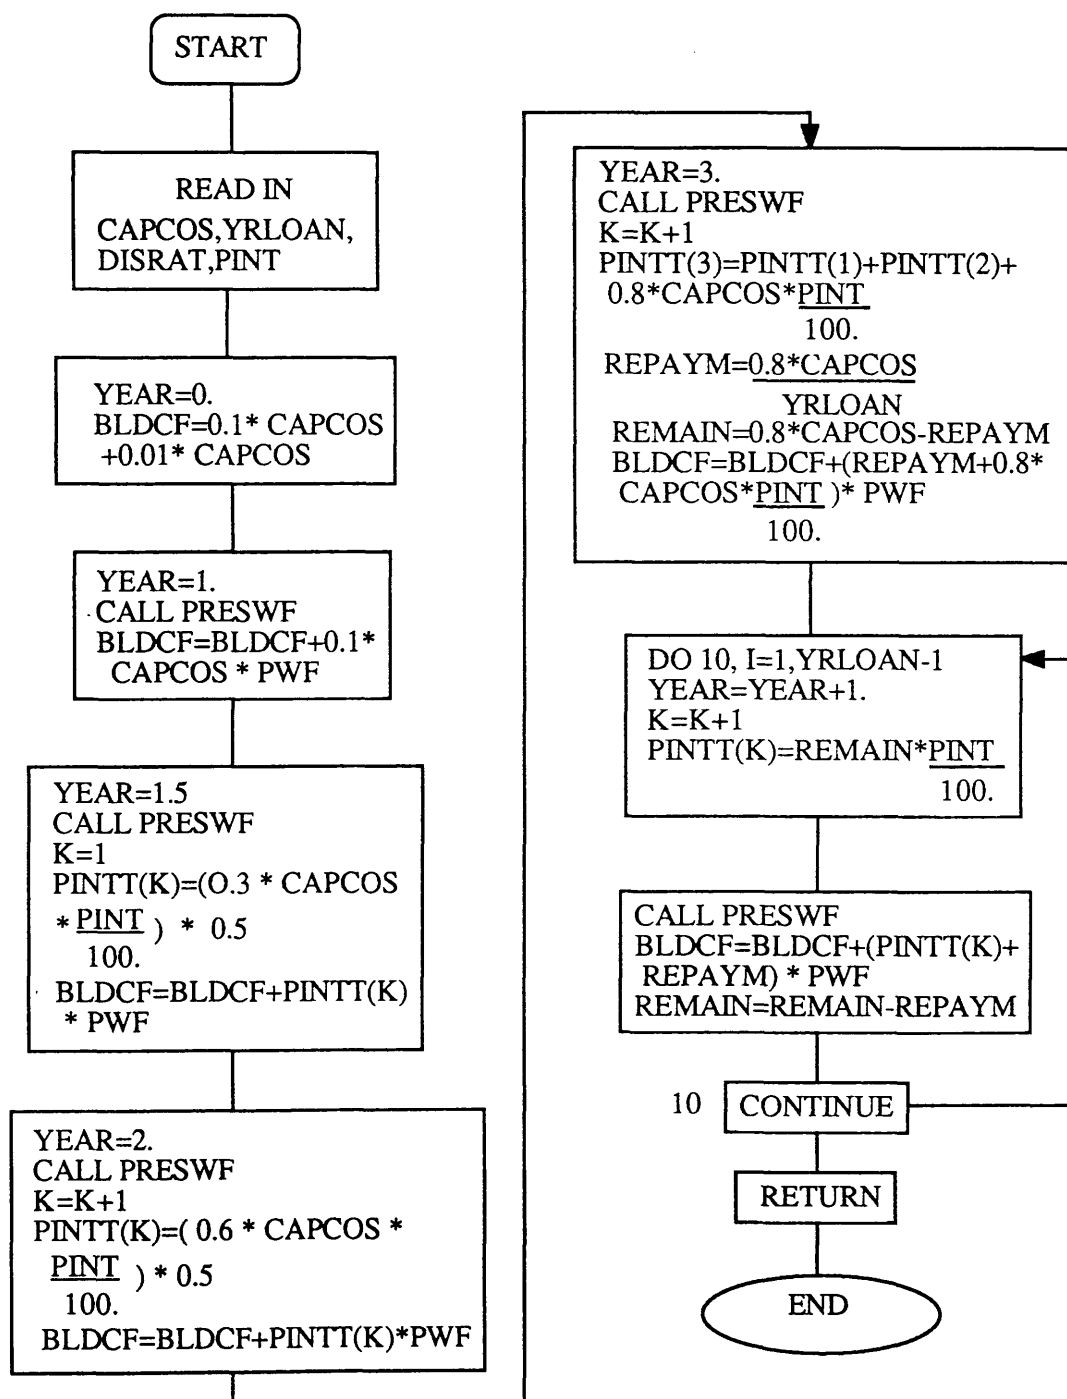 START
READ IN
CAPCOS,YRLOAN,
DISRAT,PINT
YEAR=0.
BLDCF=0.1* CAPCOS
+0.01* CAPCOS
YEAR=1.
CALL PRESWF
BLDCF=BLDCF+0.1*
CAPCOS * PWF
YEAR=1.5
CALL PRESWF
K=1
PINTT(K)=(O.3 * CAPCOS
* PINT ) * 0.5
100.
BLDCF=BLDCF+PINTT(K)
* PWF
YEAR=2.
CALL PRESWF
K=K+1
PINTT(K)=( 0.6 * CAPCOS *
PINT ) * 0.5
100.
BLDCF=BLDCF+PINTT(K)*PWF
YEAR=3.
CALL PRESWF
K=K+1
PINTT(3)=PINTT(1)+PINTT(2)+
0.8*CAPCOS*PINT
100.
REPAYM=0.8*CAPCOS
YRLOAN
REMAIN=0.8*CAPCOS-REPAYM
BLDCF=BLDCF+(REPAYM+0.8*
CAPCOS*PINT )* PWF
100.
DO 10, I=1,YRLOAN-1
YEAR=YEAR+1.
K=K+1
PINTT(K)=REMAIN*PINT
100.
CALL PRESWF
BLDCF=BLDCF+(PINTT(K)+
REPAYM) * PWF
REMAIN=REMAIN-REPAYM
10 CONTINUE
RETURN
END